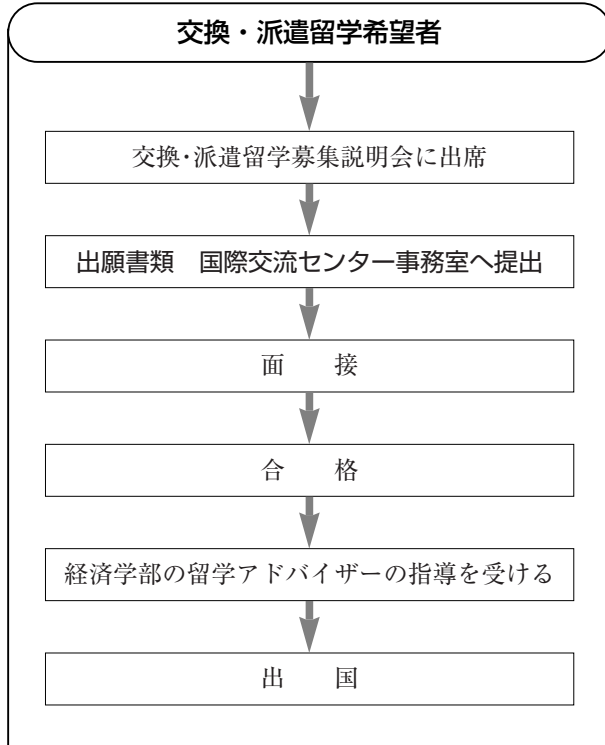 交換・派遣留学希望者
交換・派遣留学募集説明会に出席
出願書類　国際交流センター事務室へ提出
面　　接
合　　格
経済学部の留学アドバイザーの指導を受ける
出　　国